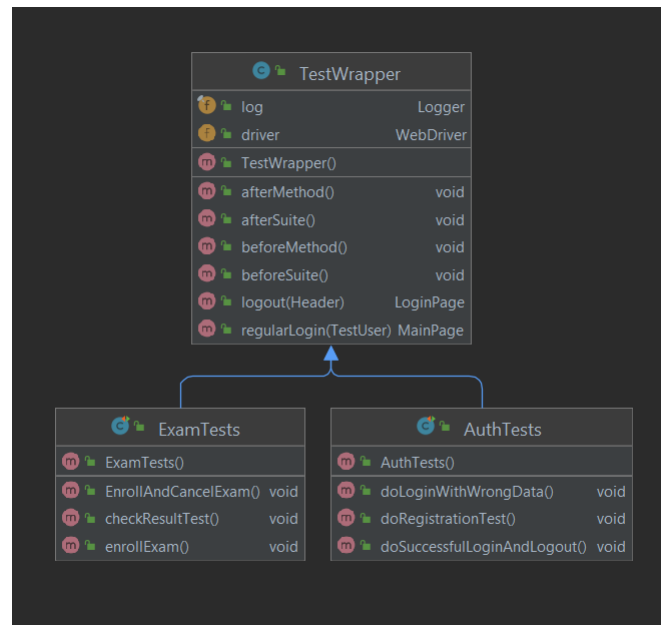 TestWrapper
log Logger
driver WebDriver
TestWrapper()
afterMethod() void
afterSuite() void
beforeMethod() void
beforeSuite() void
logout(Header) LoginPage
regularLogin(TestUser) MainPage
ExamTests
ExamTests()
EnrollAndCancelExam() void
checkResultTest() void
enrollExam() void
AuthTests
AuthTests()
doLoginWithWrongData() void
doRegistrationTest() void
doSuccessfulLoginAndLogout() void